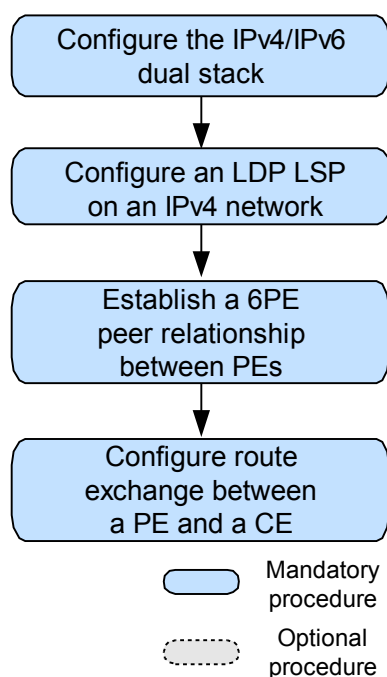 Configure the IPv4/IPv6
dual stack
Configure an LDP LSP
on an IPv4 network
Establish a 6PE
peer relationship
between PEs
Configure route
exchange between
a PE and a CE
Mandatory
procedure
Optional
procedure